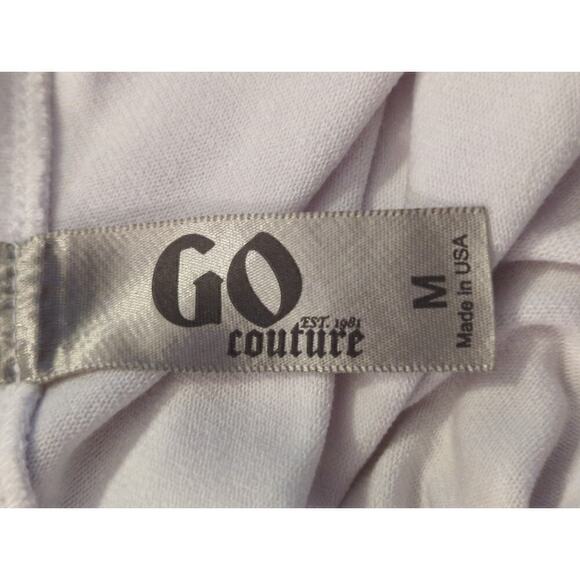 GO
EST. 1981
couture
M
Made in USA